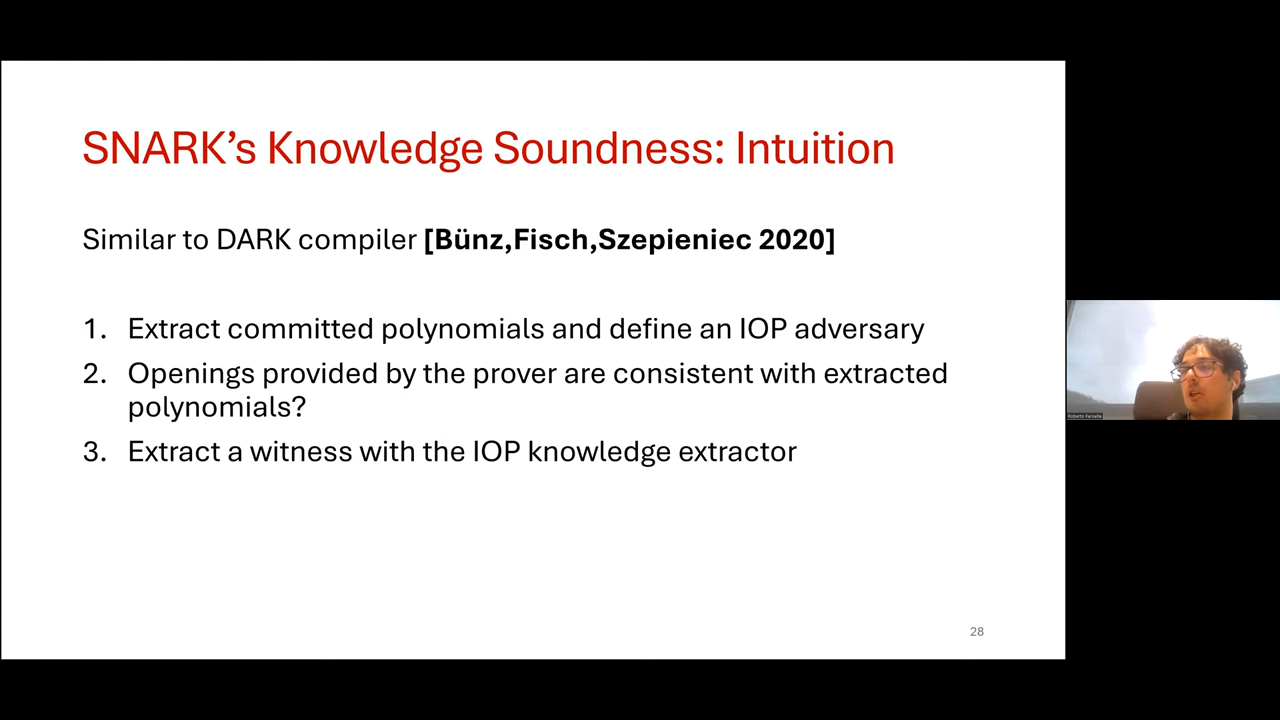 SNARK’s Knowledge Soundness: Intuition
Similar to DARK compiler [Bünz,Fisch,Szepieniec 2020]
1. Extract committed polynomials and define an IOP adversary
2. Openings provided by the prover are consistent with extracted
polynomials?
3. Extract a witness with the IOP knowledge extractor
28
Roberto Parisella